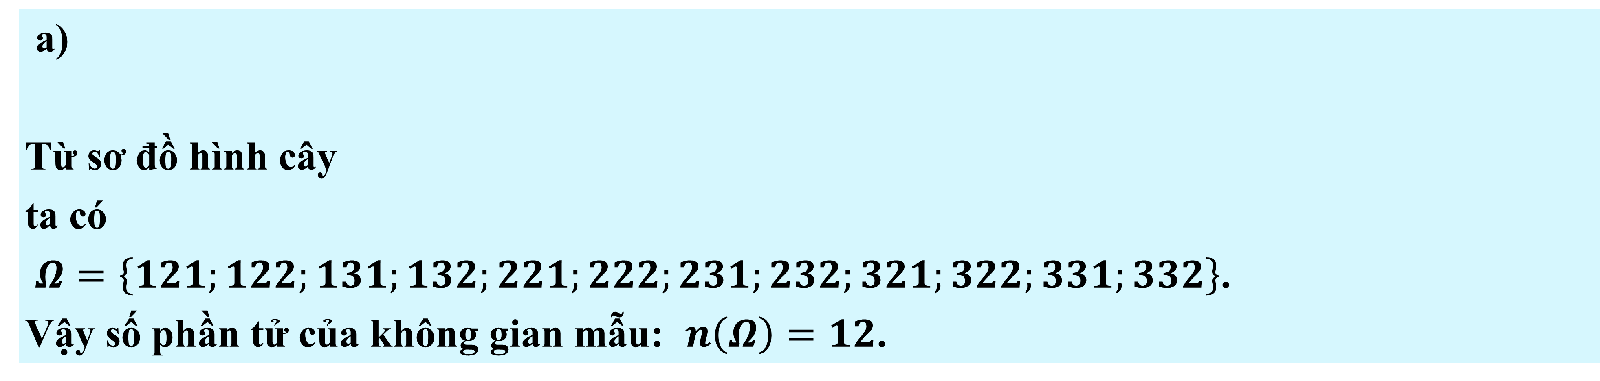 a)
Từ sơ đồ hình cây
ta có
Ω = {121; 122; 131; 132; 221; 222; 231; 232; 321; 322; 331; 332}.
Vậy số phần tử của không gian mẫu: n(Ω) = 12.